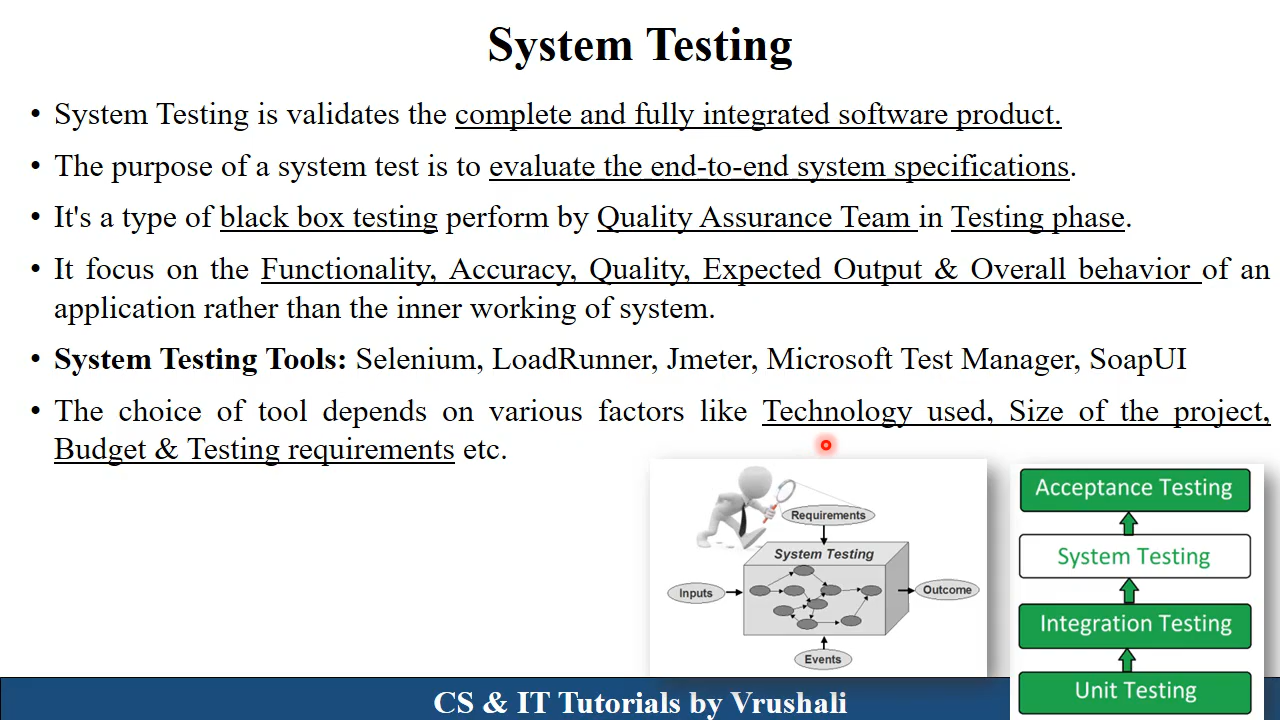 System Testing
• System Testing is validates the complete and fully integrated software product.
• The purpose of a system test is to evaluate the end-to-end system specifications.
• It's a type of black box testing perform by Quality Assurance Team in Testing phase.
• It focus on the Functionality, Accuracy, Quality, Expected Output & Overall behavior of an
application rather than the inner working of system.
• System Testing Tools: Selenium, LoadRunner, Jmeter, Microsoft Test Manager, SoapUI
• The choice of tool depends on various factors like Technology used, Size of the project,
Budget & Testing requirements etc.
Requirements
System Testing
Inputs
Outcome
Events
Acceptance Testing
System Testing
Integration Testing
Unit Testing
CS & IT Tutorials by Vrushali